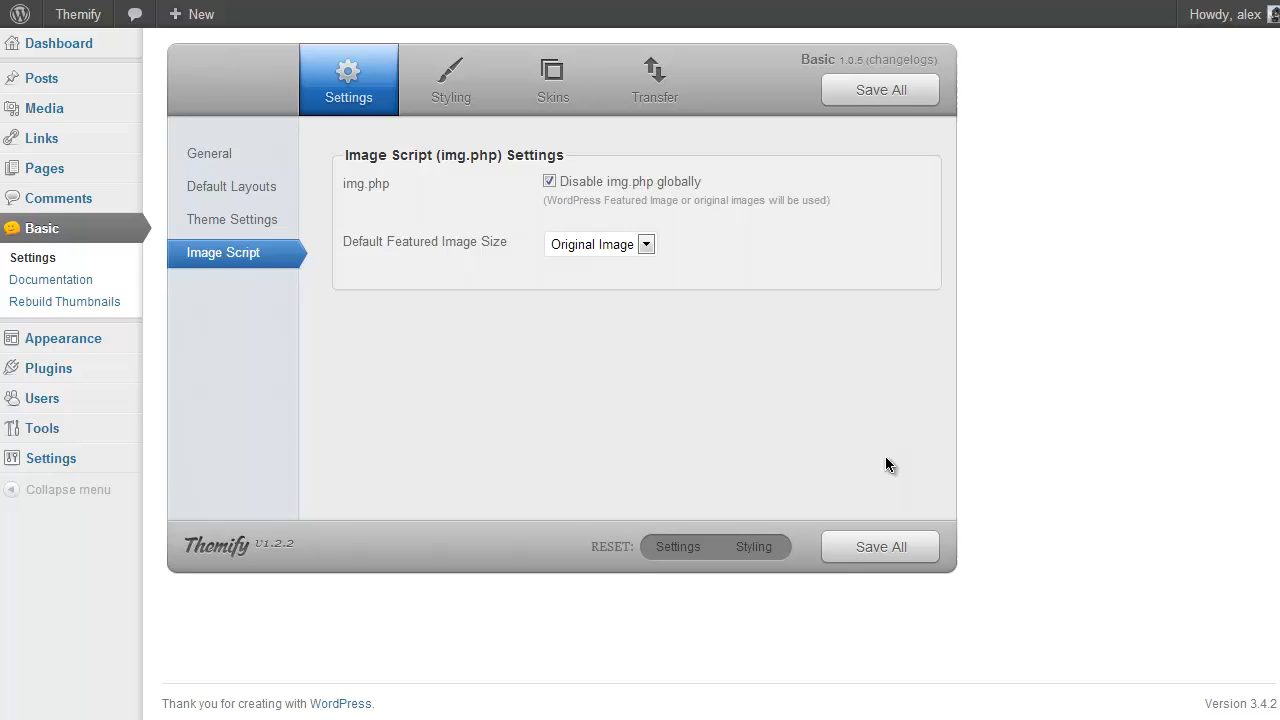 Themify
New
Howdy, alex
Dashboard
Posts
Media
Links
Pages
Comments
Basic
Settings
Documentation
Rebuild Thumbnails
Appearance
Plugins
Users
Tools
Settings
Collapse menu
Settings
Styling
Skins
Transfer
Basic 1.0.5 (changelogs)
Save All
General
Default Layouts
Theme Settings
Image Script
Image Script (img.php) Settings
img.php
Disable img.php globally
(WordPress Featured Image or original images will be used)
Default Featured Image Size
Original Image
Themify V1.2.2
RESET: Settings Styling
Save All
Thank you for creating with WordPress.
Version 3.4.2